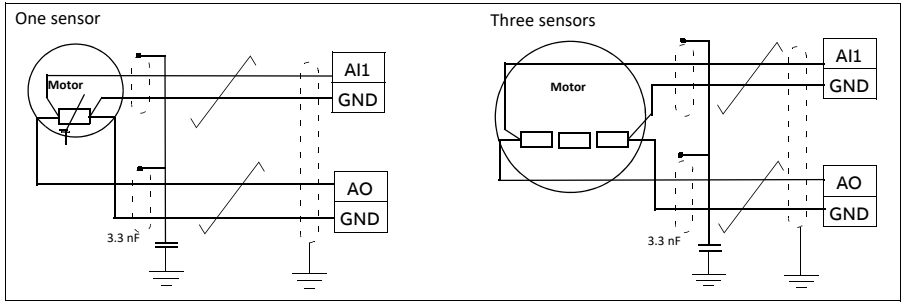 One sensor
Motor
AI1
GND
AO
GND
3.3 nF
Three sensors
Motor
AI1
GND
AO
GND
3.3 nF